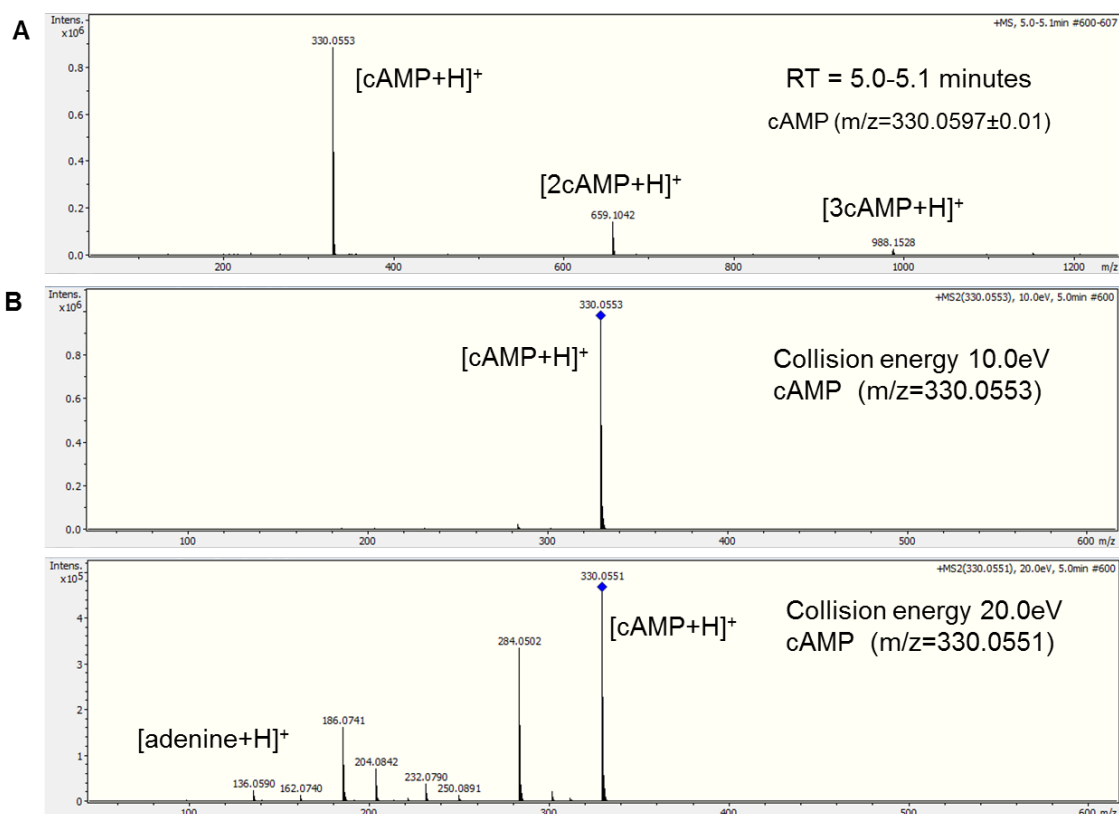 A
Intens.
x10⁶
+MS, 5.0-5.1min #600-607
330.0553
[cAMP+H]⁺
RT = 5.0-5.1 minutes
cAMP (m/z=330.0597±0.01)
[2cAMP+H]⁺
659.1042
[3cAMP+H]⁺
988.1528
0.8
0.6
0.4
0.2
0.0
200
400
600
800
1000
1200 m/z
B
Intens.
x10⁶
+MS2(330.0553), 10.0eV, 5.0min #600
330.0553
[cAMP+H]⁺
Collision energy 10.0eV
cAMP (m/z=330.0553)
0.8
0.6
0.4
0.2
0.0
100
200
300
400
500
600 m/z
Intens.
x10⁵
+MS2(330.0551), 20.0eV, 5.0min #600
330.0551
[cAMP+H]⁺
Collision energy 20.0eV
cAMP (m/z=330.0551)
284.0502
[adenine+H]⁺
186.0741
204.0842
136.0590
162.0740
232.0790
250.0891
4
3
2
1
0
100
200
300
400
500
600 m/z